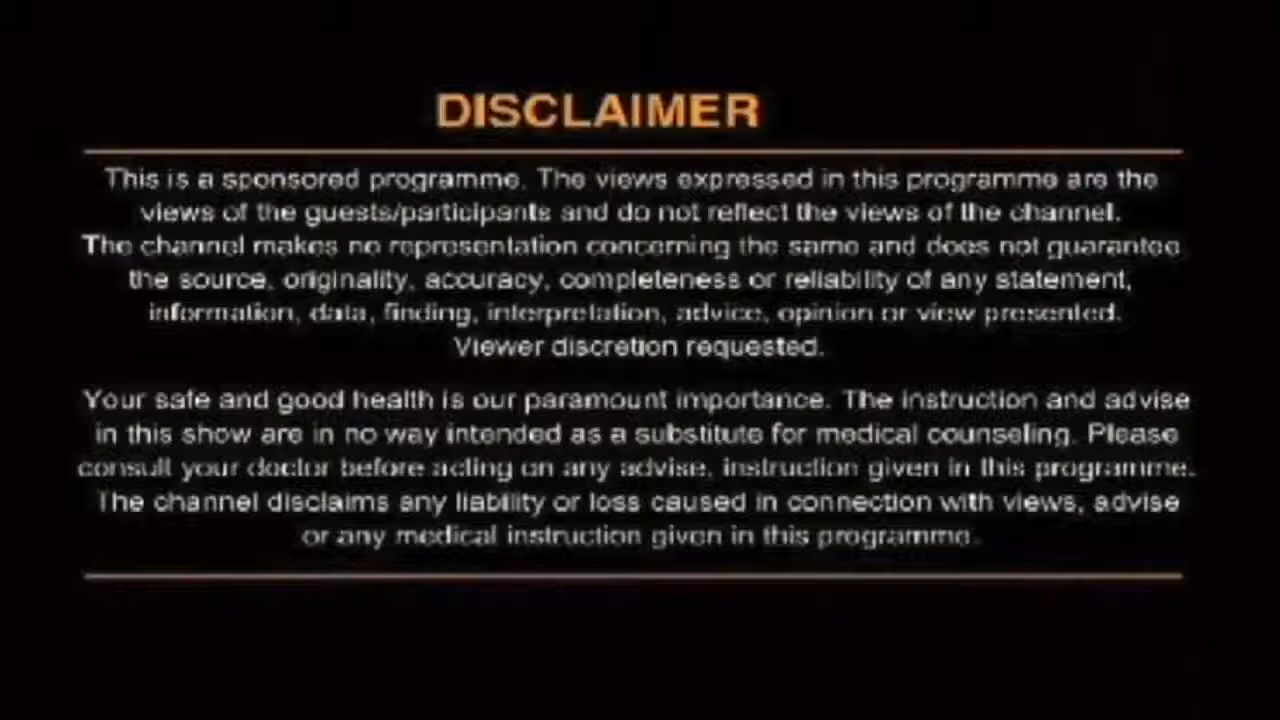 DISCLAIMER
This is a sponsored programme. The views expressed in this programme are the
views of the guests/participants and do not reflect the views of the channel.
The channel makes no representation concerning the same and does not guarantee
the source, originality, accuracy, completeness or reliability of any statement,
information, data, finding, interpretation, advice, opinion or view presented.
Viewer discretion requested.
Your safe and good health is our paramount importance. The instruction and advise
in this show are in no way intended as a substitute for medical counseling. Please
consult your doctor before acting on any advise, instruction given in this programme.
The channel disclaims any liability or loss caused in connection with views, advise
or any medical instruction given in this programme.